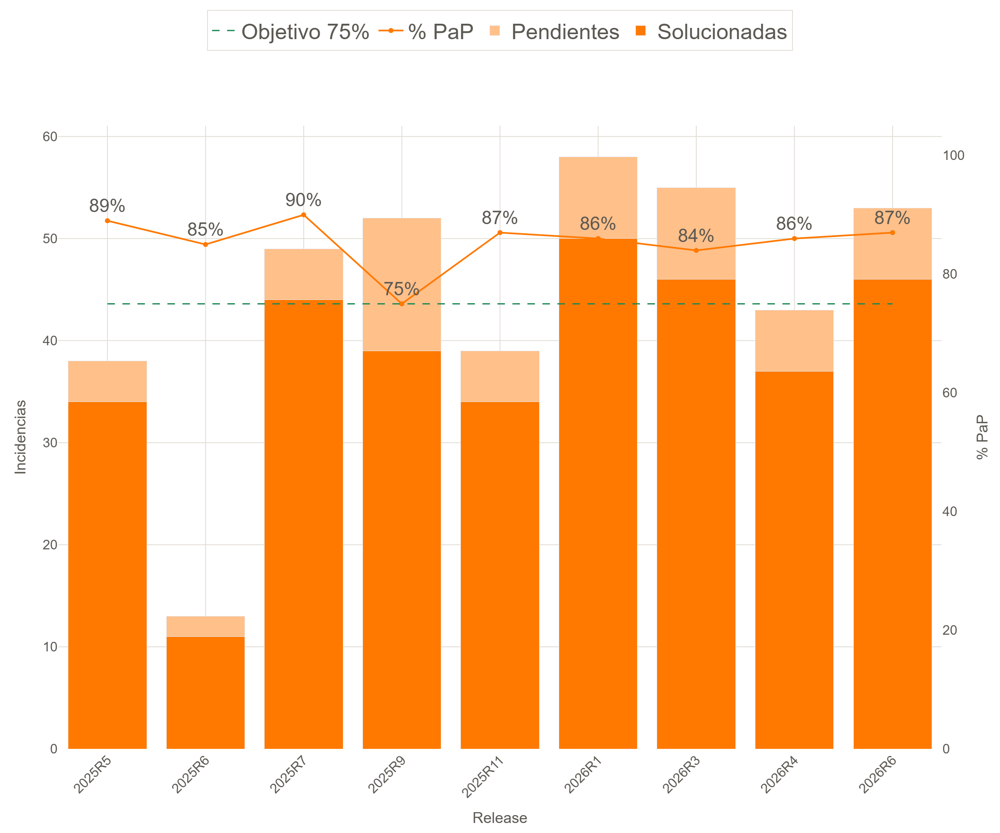 Objetivo 75% % PaP Pendientes Solucionadas
60
50
40
30
20
10
0
Incidencias
89%
85%
90%
75%
87%
86%
84%
86%
87%
100
80
60
40
20
0
% PaP
2025R5
2025R6
2025R7
2025R9
2025R11
2026R1
2026R3
2026R4
2026R6
Release